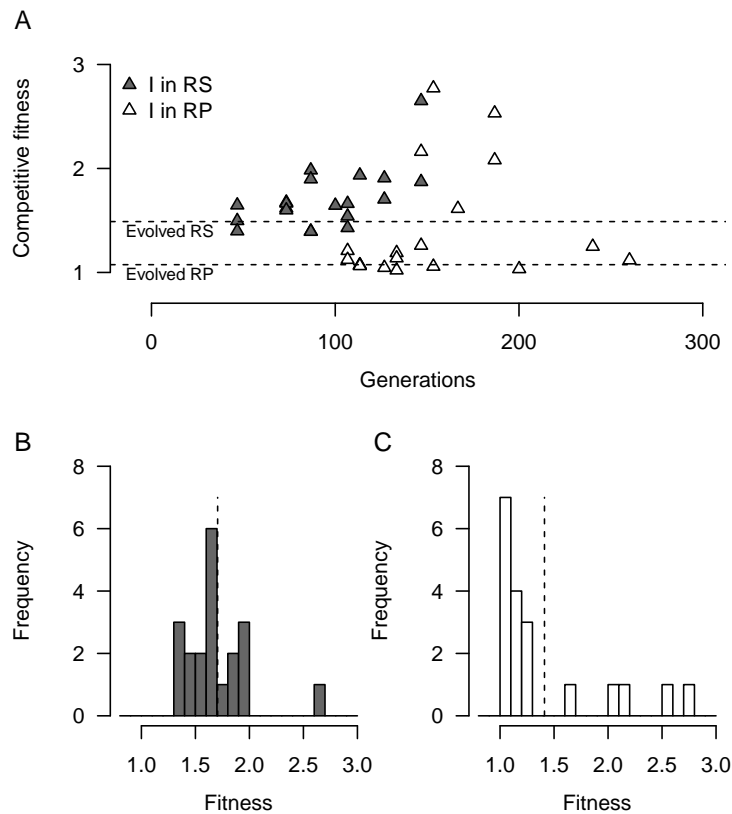 A
Competitive fitness
3
2
1
I in RS
I in RP
Evolved RS
Evolved RP
0 100 200 300
Generations
B
Frequency
8
6
4
2
0
1.0 1.5 2.0 2.5 3.0
Fitness
C
Frequency
8
6
4
2
0
1.0 1.5 2.0 2.5 3.0
Fitness